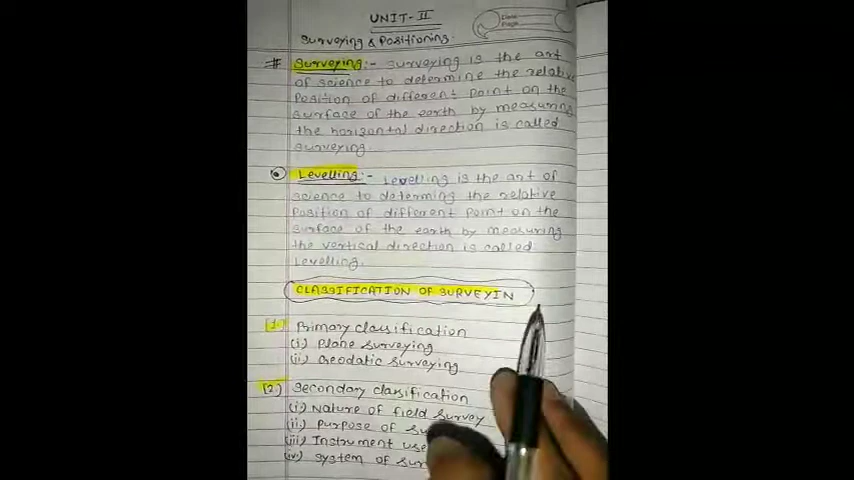 UNIT-II
Date
Page
Surveying & Positioning
# Surveying:- Surveying is the art
of science to determine the relative
Position of different point on the
surface of the earth by measuring
the horizontal direction is called
surveying.
Levelling:- Levelling is the art of
science to determing the relative
Position of different Point on the
surface of the earth by measuring
the vertical direction is called
Levelling.
CLASSIFICATION OF SURVEYIN
(1.) Primary classification
(i) Plane surveying
(ii) Geodatic surveying
(2.) Secondary classification
(i) Nature of field survey
(ii) Purpose of
(iii) Instrument
(iv) System of